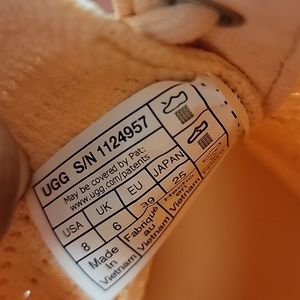 UGG S/N 1124957
May be covered by Pat:
www.ugg.com/patents
USA UK EU JAPAN
8 6 39 25
Made in Vietnam
Fabriqué au Vietnam